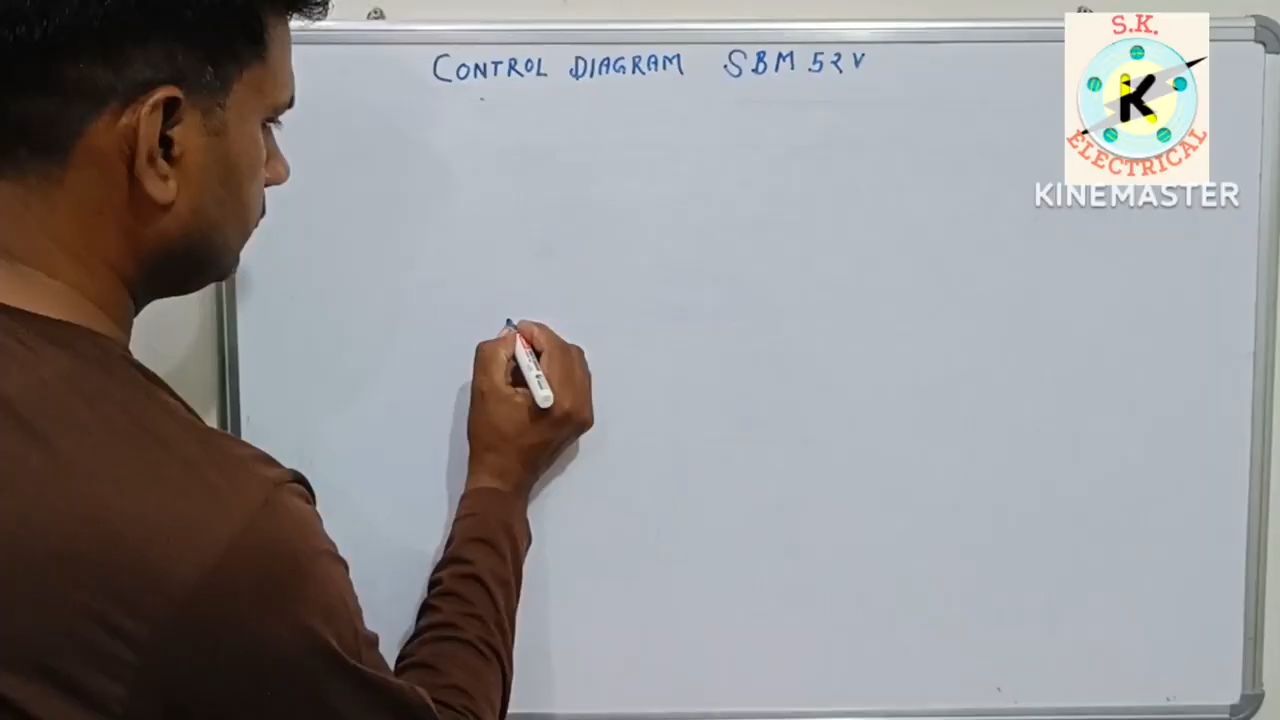 CONTROL DIAGRAM SBM 52V
S.K.
K
ELECTRICAL
KINEMASTER